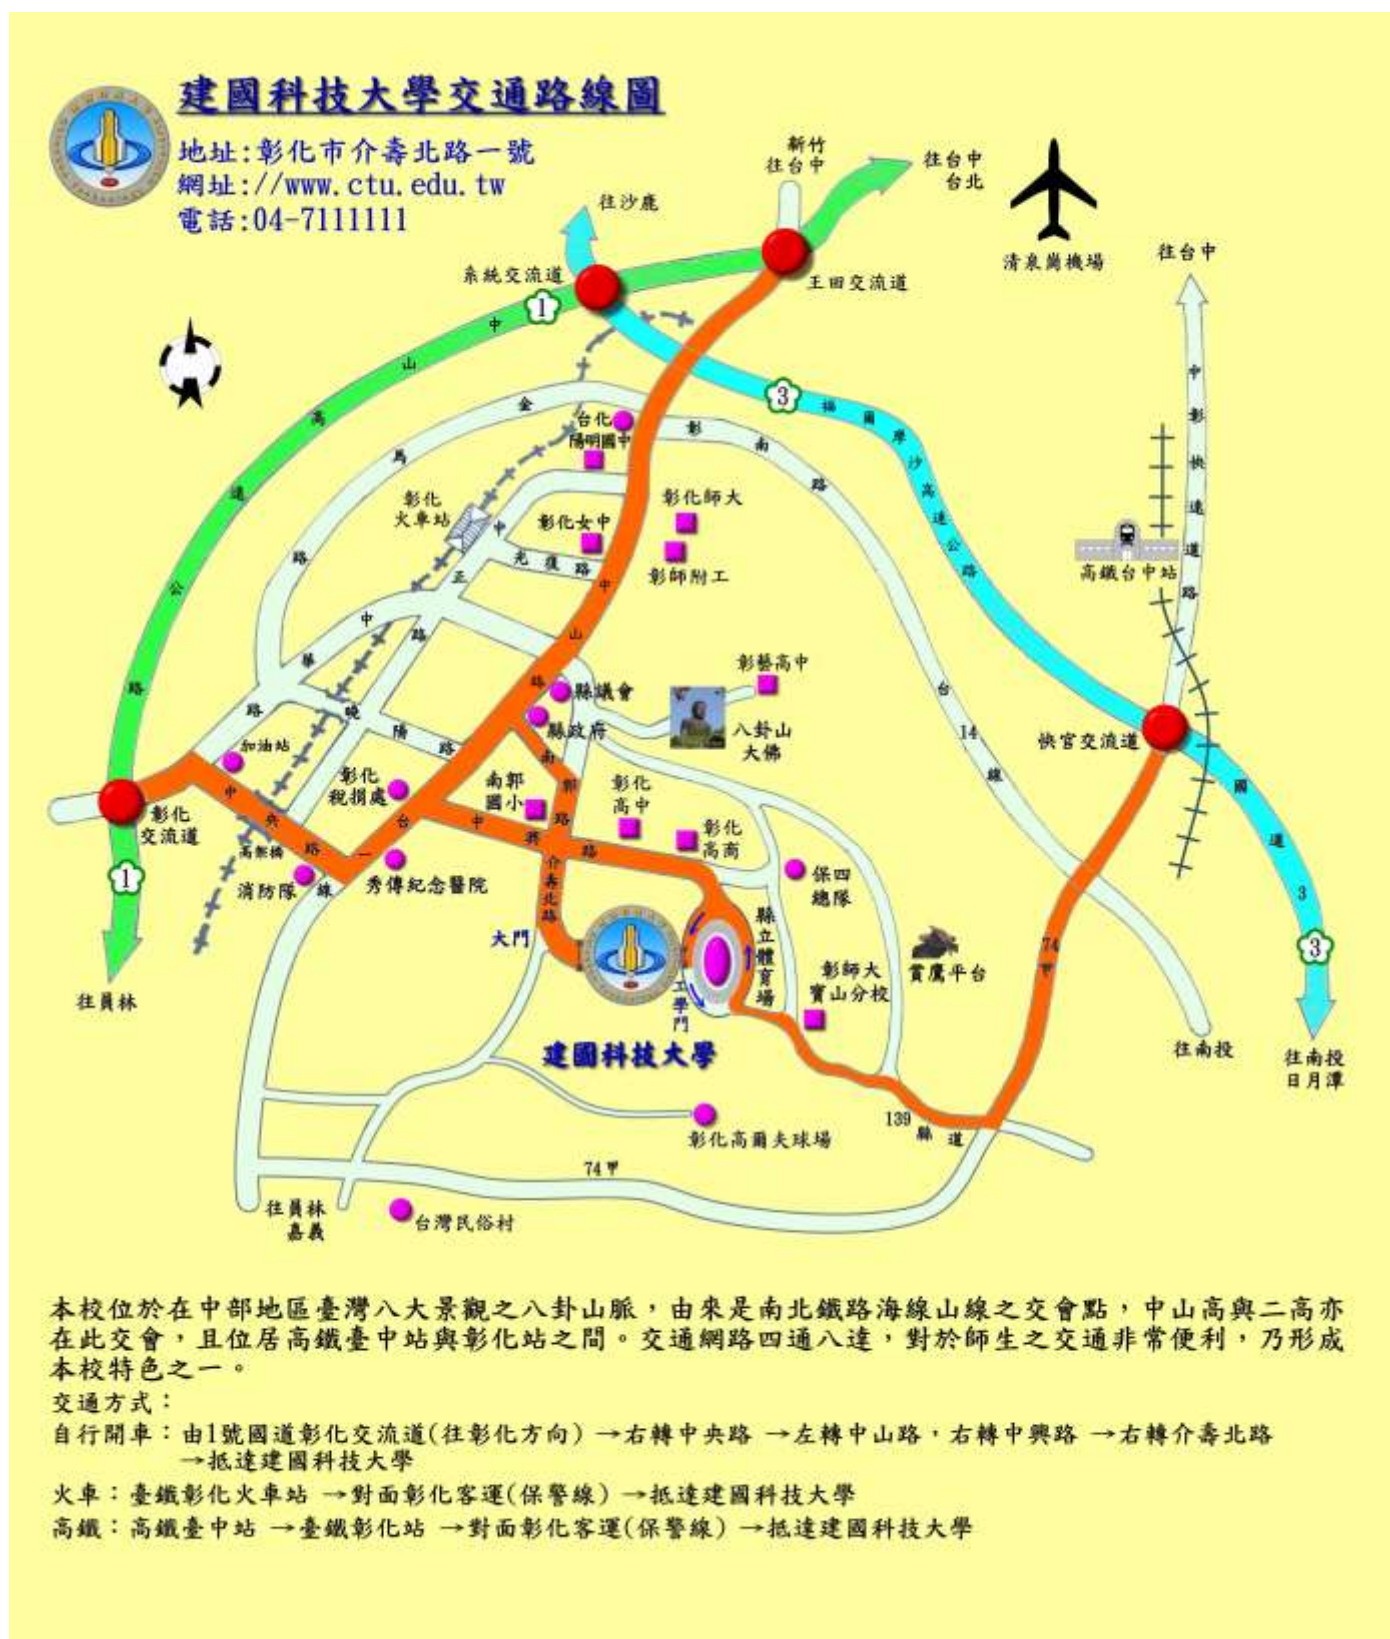 建國科技大學交通路線圖
地址:彰化市介壽北路一號
網址://www.ctu.edu.tw
電話:04-7111111
新竹
往台中
往台中
台北
往沙鹿
清泉崗機場
往台中
系統交流道
王田交流道
1
中山高速公路
3
福爾摩沙高速公路
中彰快速道路
金馬路
台化
陽明國中
彰南路
彰化
火車站
中正路
彰化女中
彰化師大
光復路
彰師附工
高鐵台中站
中山路
中華路
彰藝高中
縣議會
縣政府
八卦山
大佛
曉陽路
台14線
快官交流道
加油站
彰化
稅捐處
南郭
國小
南郭路
彰化
高中
彰化
高商
國道3
彰化
交流道
中央路
高架橋
台一線
中興路
消防隊
秀傳紀念醫院
介壽北路
保四
總隊
1
大門
縣立體育場
工學門
彰師大
寶山分校
賞鷹平台
74甲
3
往員林
建國科技大學
往南投
往南投
日月潭
彰化高爾夫球場
139
縣道
74甲
往員林
嘉義
台灣民俗村
本校位於在中部地區臺灣八大景觀之八卦山脈，由來是南北鐵路海線山線之交會點，中山高與二高亦
在此交會，且位居高鐵臺中站與彰化站之間。交通網路四通八達，對於師生之交通非常便利，乃形成
本校特色之一。
交通方式：
自行開車：由1號國道彰化交流道(往彰化方向)→右轉中央路 →左轉中山路，右轉中興路 →右轉介壽北路
→抵達建國科技大學
火車：臺鐵彰化火車站 →對面彰化客運(保警線)→抵達建國科技大學
高鐵：高鐵臺中站 →臺鐵彰化站 →對面彰化客運(保警線)→抵達建國科技大學